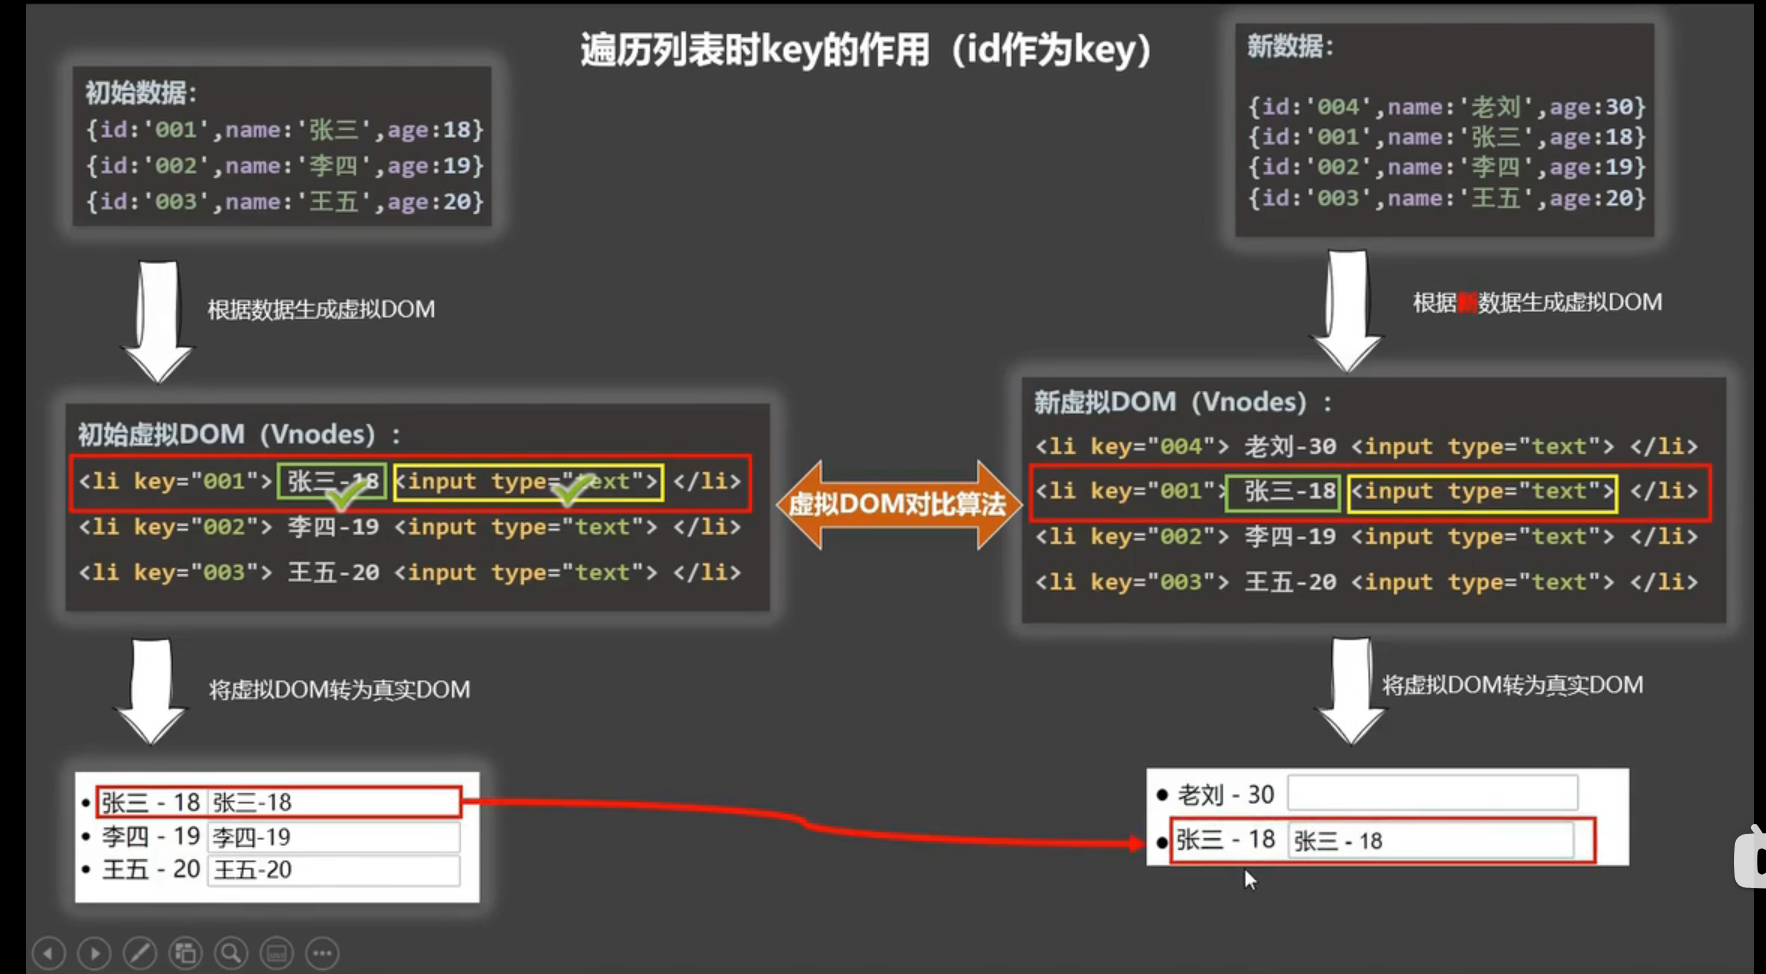 遍历列表时key的作用（id作为key）
初始数据:
{id:'001',name:'张三',age:18}
{id:'002',name:'李四',age:19}
{id:'003',name:'王五',age:20}
根据数据生成虚拟DOM
初始虚拟DOM（Vnodes）:
<li key="001"> 张三-18 <input type="text"> </li>
<li key="002"> 李四-19 <input type="text"> </li>
<li key="003"> 王五-20 <input type="text"> </li>
将虚拟DOM转为真实DOM
张三 - 18 张三-18
李四 - 19 李四-19
王五 - 20 王五-20
虚拟DOM对比算法
新数据:
{id:'004',name:'老刘',age:30}
{id:'001',name:'张三',age:18}
{id:'002',name:'李四',age:19}
{id:'003',name:'王五',age:20}
根据新数据生成虚拟DOM
新虚拟DOM（Vnodes）:
<li key="004"> 老刘-30 <input type="text"> </li>
<li key="001"> 张三-18 <input type="text"> </li>
<li key="002"> 李四-19 <input type="text"> </li>
<li key="003"> 王五-20 <input type="text"> </li>
将虚拟DOM转为真实DOM
老刘 - 30
张三 - 18 张三 - 18